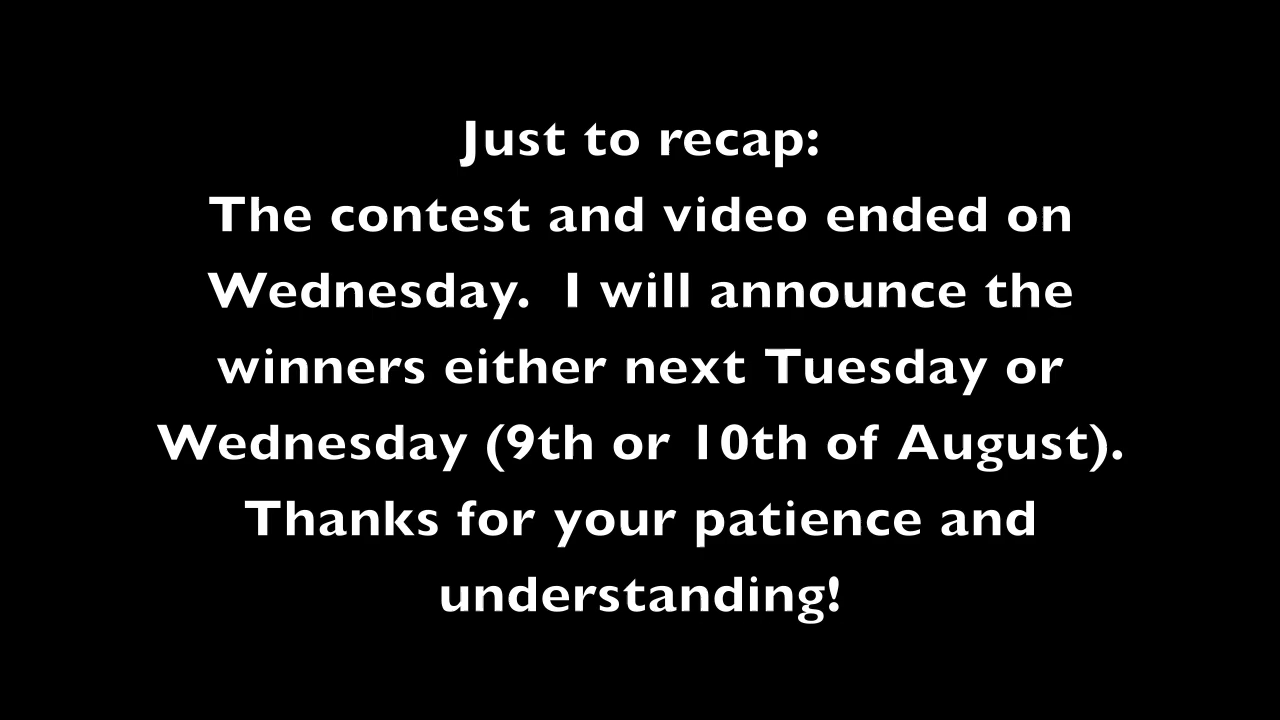 Just to recap:
The contest and video ended on
Wednesday.  I will announce the
winners either next Tuesday or
Wednesday (9th or 10th of August).
Thanks for your patience and
understanding!